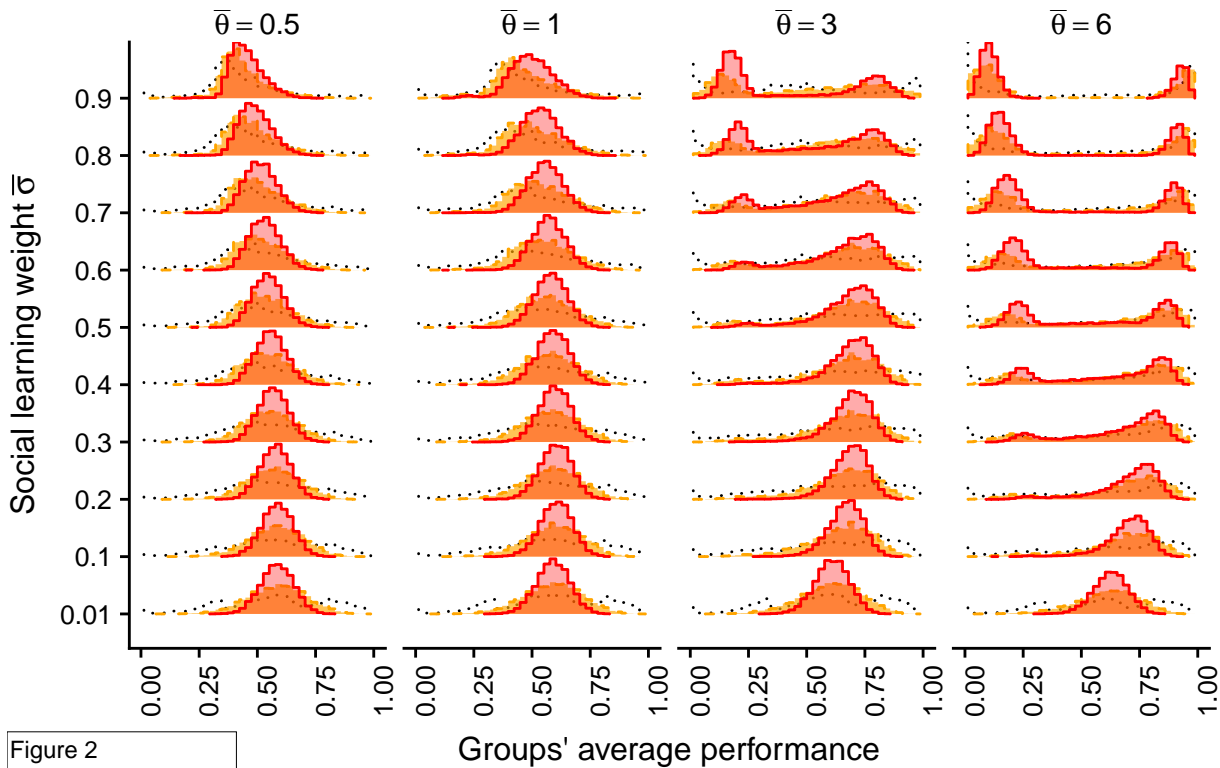 θ̅ = 0.5
θ̅ = 1
θ̅ = 3
θ̅ = 6
Social learning weight σ̅
0.9
0.8
0.7
0.6
0.5
0.4
0.3
0.2
0.1
0.01
0.00 0.25 0.50 0.75 1.00
0.00 0.25 0.50 0.75 1.00
0.00 0.25 0.50 0.75 1.00
0.00 0.25 0.50 0.75 1.00
Groups' average performance
Figure 2